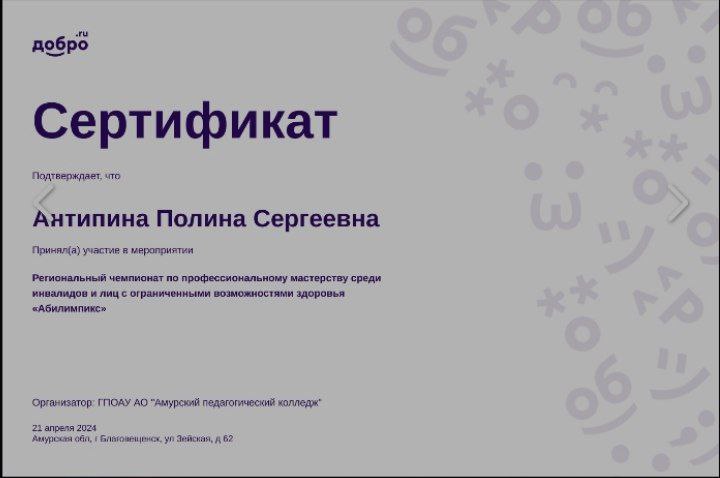 добро.ru
Сертификат
Подтверждает, что
Антипина Полина Сергеевна
Принял(а) участие в мероприятии
Региональный чемпионат по профессиональному мастерству среди
инвалидов и лиц с ограниченными возможностями здоровья
«Абилимпикс»
Организатор: ГПОАУ АО "Амурский педагогический колледж"
21 апреля 2024
Амурская обл, г Благовещенск, ул Зейская, д 62